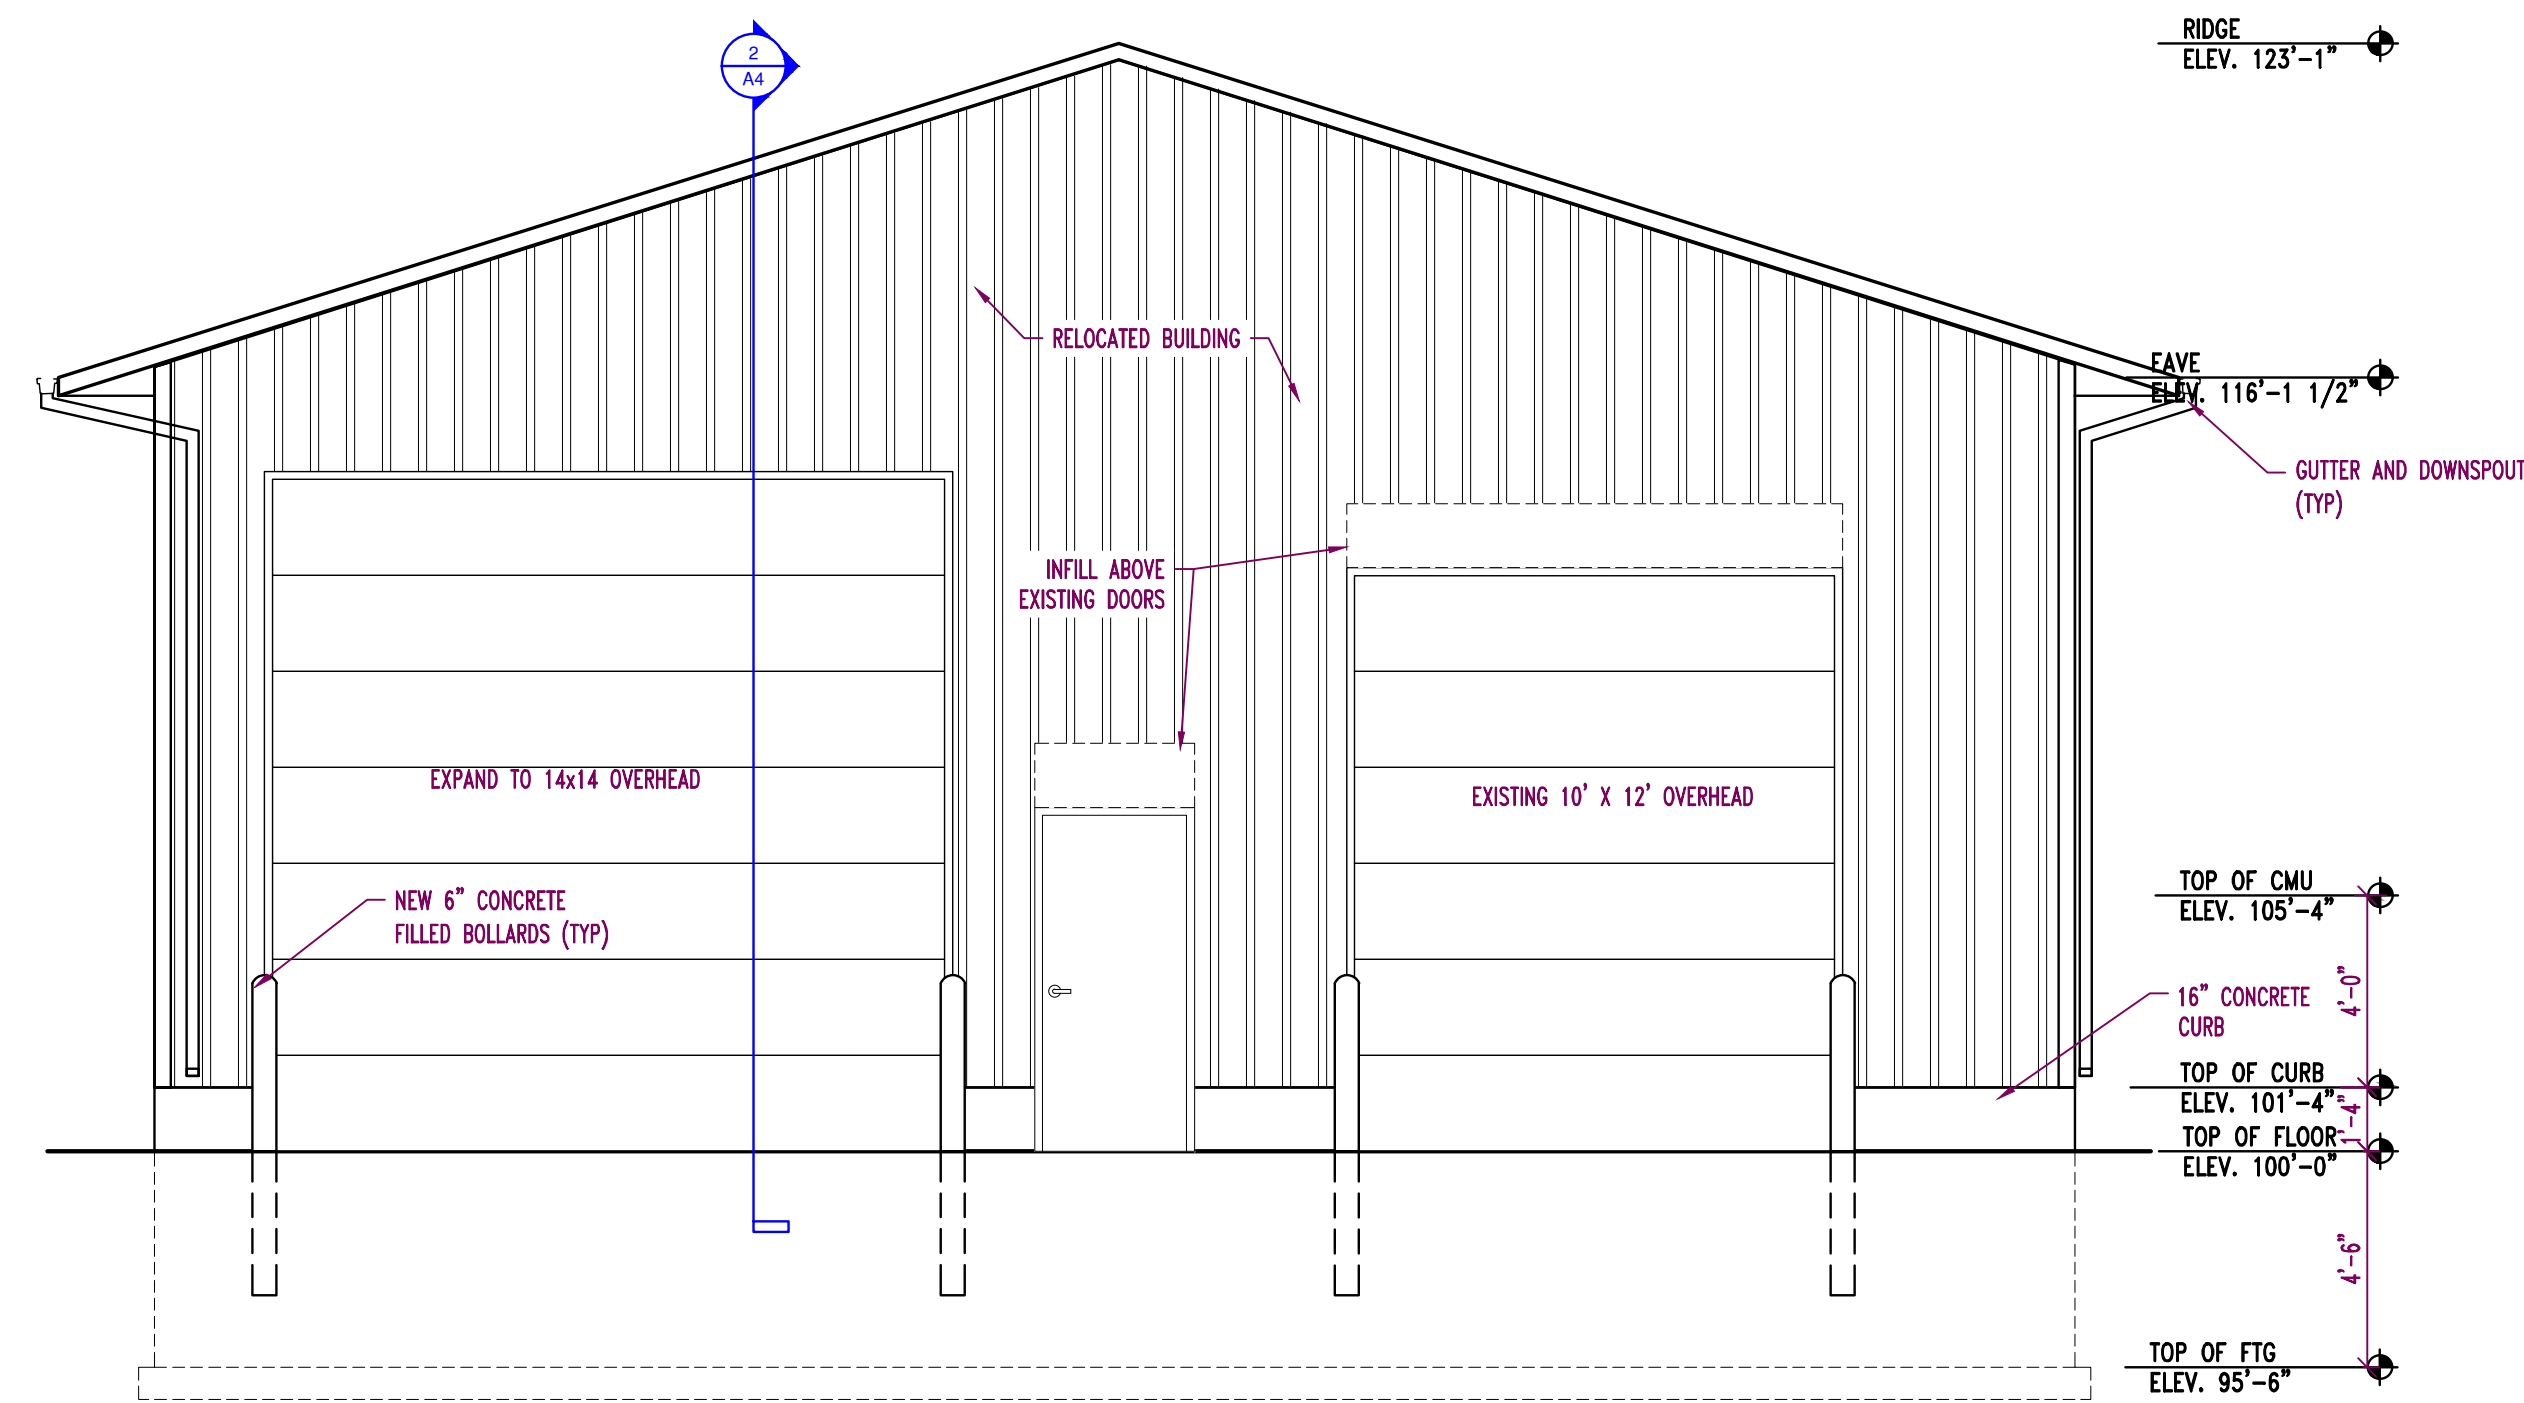 2
A4
RIDGE
ELEV. 123'-1"
RELOCATED BUILDING
EAVE
ELEV. 116'-1 1/2"
GUTTER AND DOWNSPOUT
(TYP)
INFILL ABOVE
EXISTING DOORS
EXPAND TO 14x14 OVERHEAD
EXISTING 10' X 12' OVERHEAD
NEW 6" CONCRETE
FILLED BOLLARDS (TYP)
TOP OF CMU
ELEV. 105'-4"
4'-0"
16" CONCRETE
CURB
TOP OF CURB
ELEV. 101'-4"
1'-4"
TOP OF FLOOR
ELEV. 100'-0"
4'-6"
TOP OF FTG
ELEV. 95'-6"